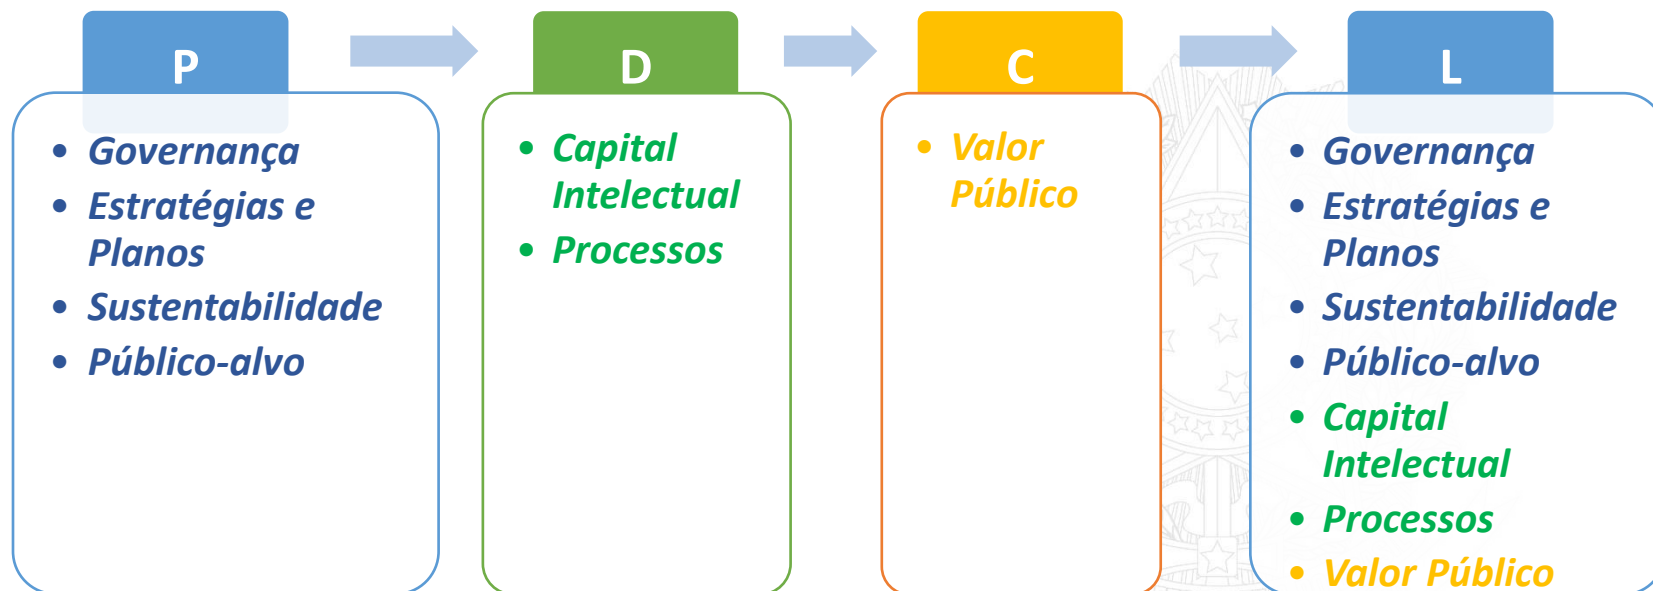 P
• Governança
• Estratégias e
Planos
• Sustentabilidade
• Público-alvo
D
• Capital
Intelectual
• Processos
C
• Valor
Público
L
• Governança
• Estratégias e
Planos
• Sustentabilidade
• Público-alvo
• Capital
Intelectual
• Processos
• Valor Público